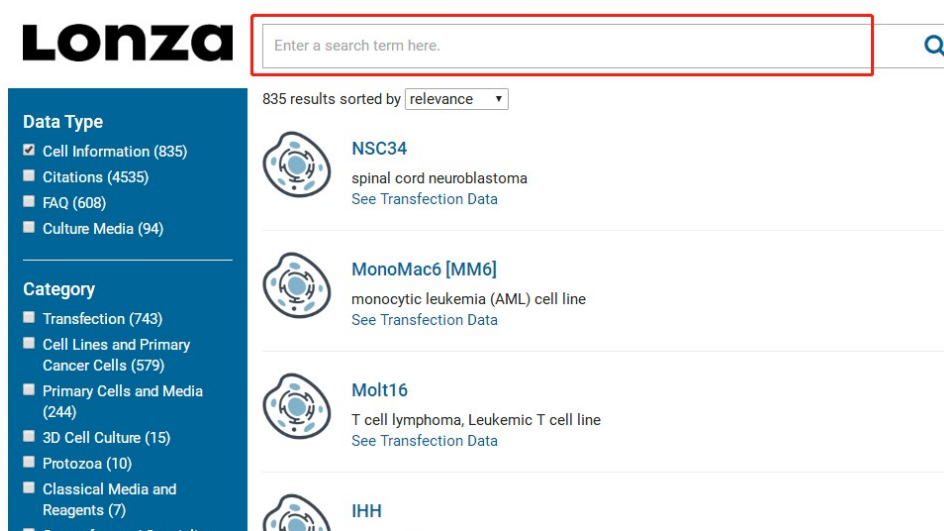 Lonza
Enter a search term here.
835 results sorted by relevance
Data Type
Cell Information (835)
Citations (4535)
FAQ (608)
Culture Media (94)
Category
Transfection (743)
Cell Lines and Primary
Cancer Cells (579)
Primary Cells and Media
(244)
3D Cell Culture (15)
Protozoa (10)
Classical Media and
Reagents (7)
NSC34
spinal cord neuroblastoma
See Transfection Data
MonoMac6 [MM6]
monocytic leukemia (AML) cell line
See Transfection Data
Molt16
T cell lymphoma, Leukemic T cell line
See Transfection Data
IHH